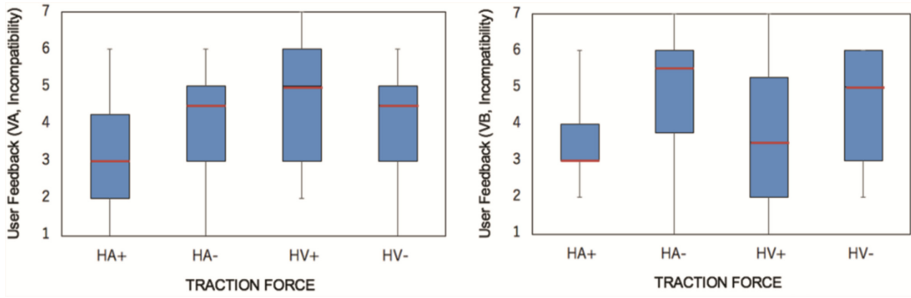 User Feedback (VA, Incompatibility)
7
6
5
4
3
2
1
HA+ HA- HV+ HV-
TRACTION FORCE
User Feedback (VB, Incompatibility)
7
6
5
4
3
2
1
HA+ HA- HV+ HV-
TRACTION FORCE